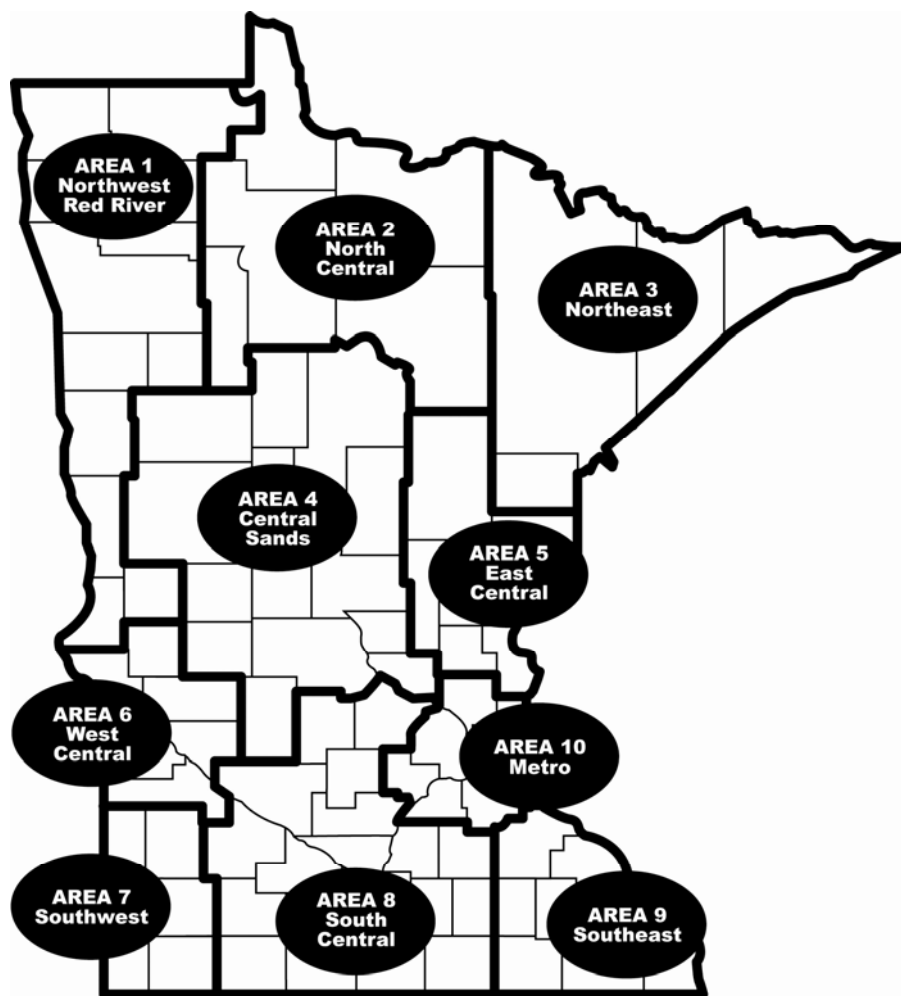 AREA 1
Northwest
Red River
AREA 2
North
Central
AREA 3
Northeast
AREA 4
Central
Sands
AREA 5
East
Central
AREA 6
West
Central
AREA 10
Metro
AREA 7
Southwest
AREA 8
South
Central
AREA 9
Southeast